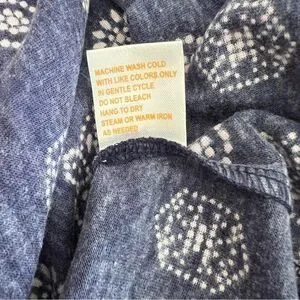 MACHINE WASH COLD
WITH LIKE COLORS.ONLY
IN GENTLE CYCLE
DO NOT BLEACH
HANG TO DRY
STEAM OR WARM IRON
AS NEEDED